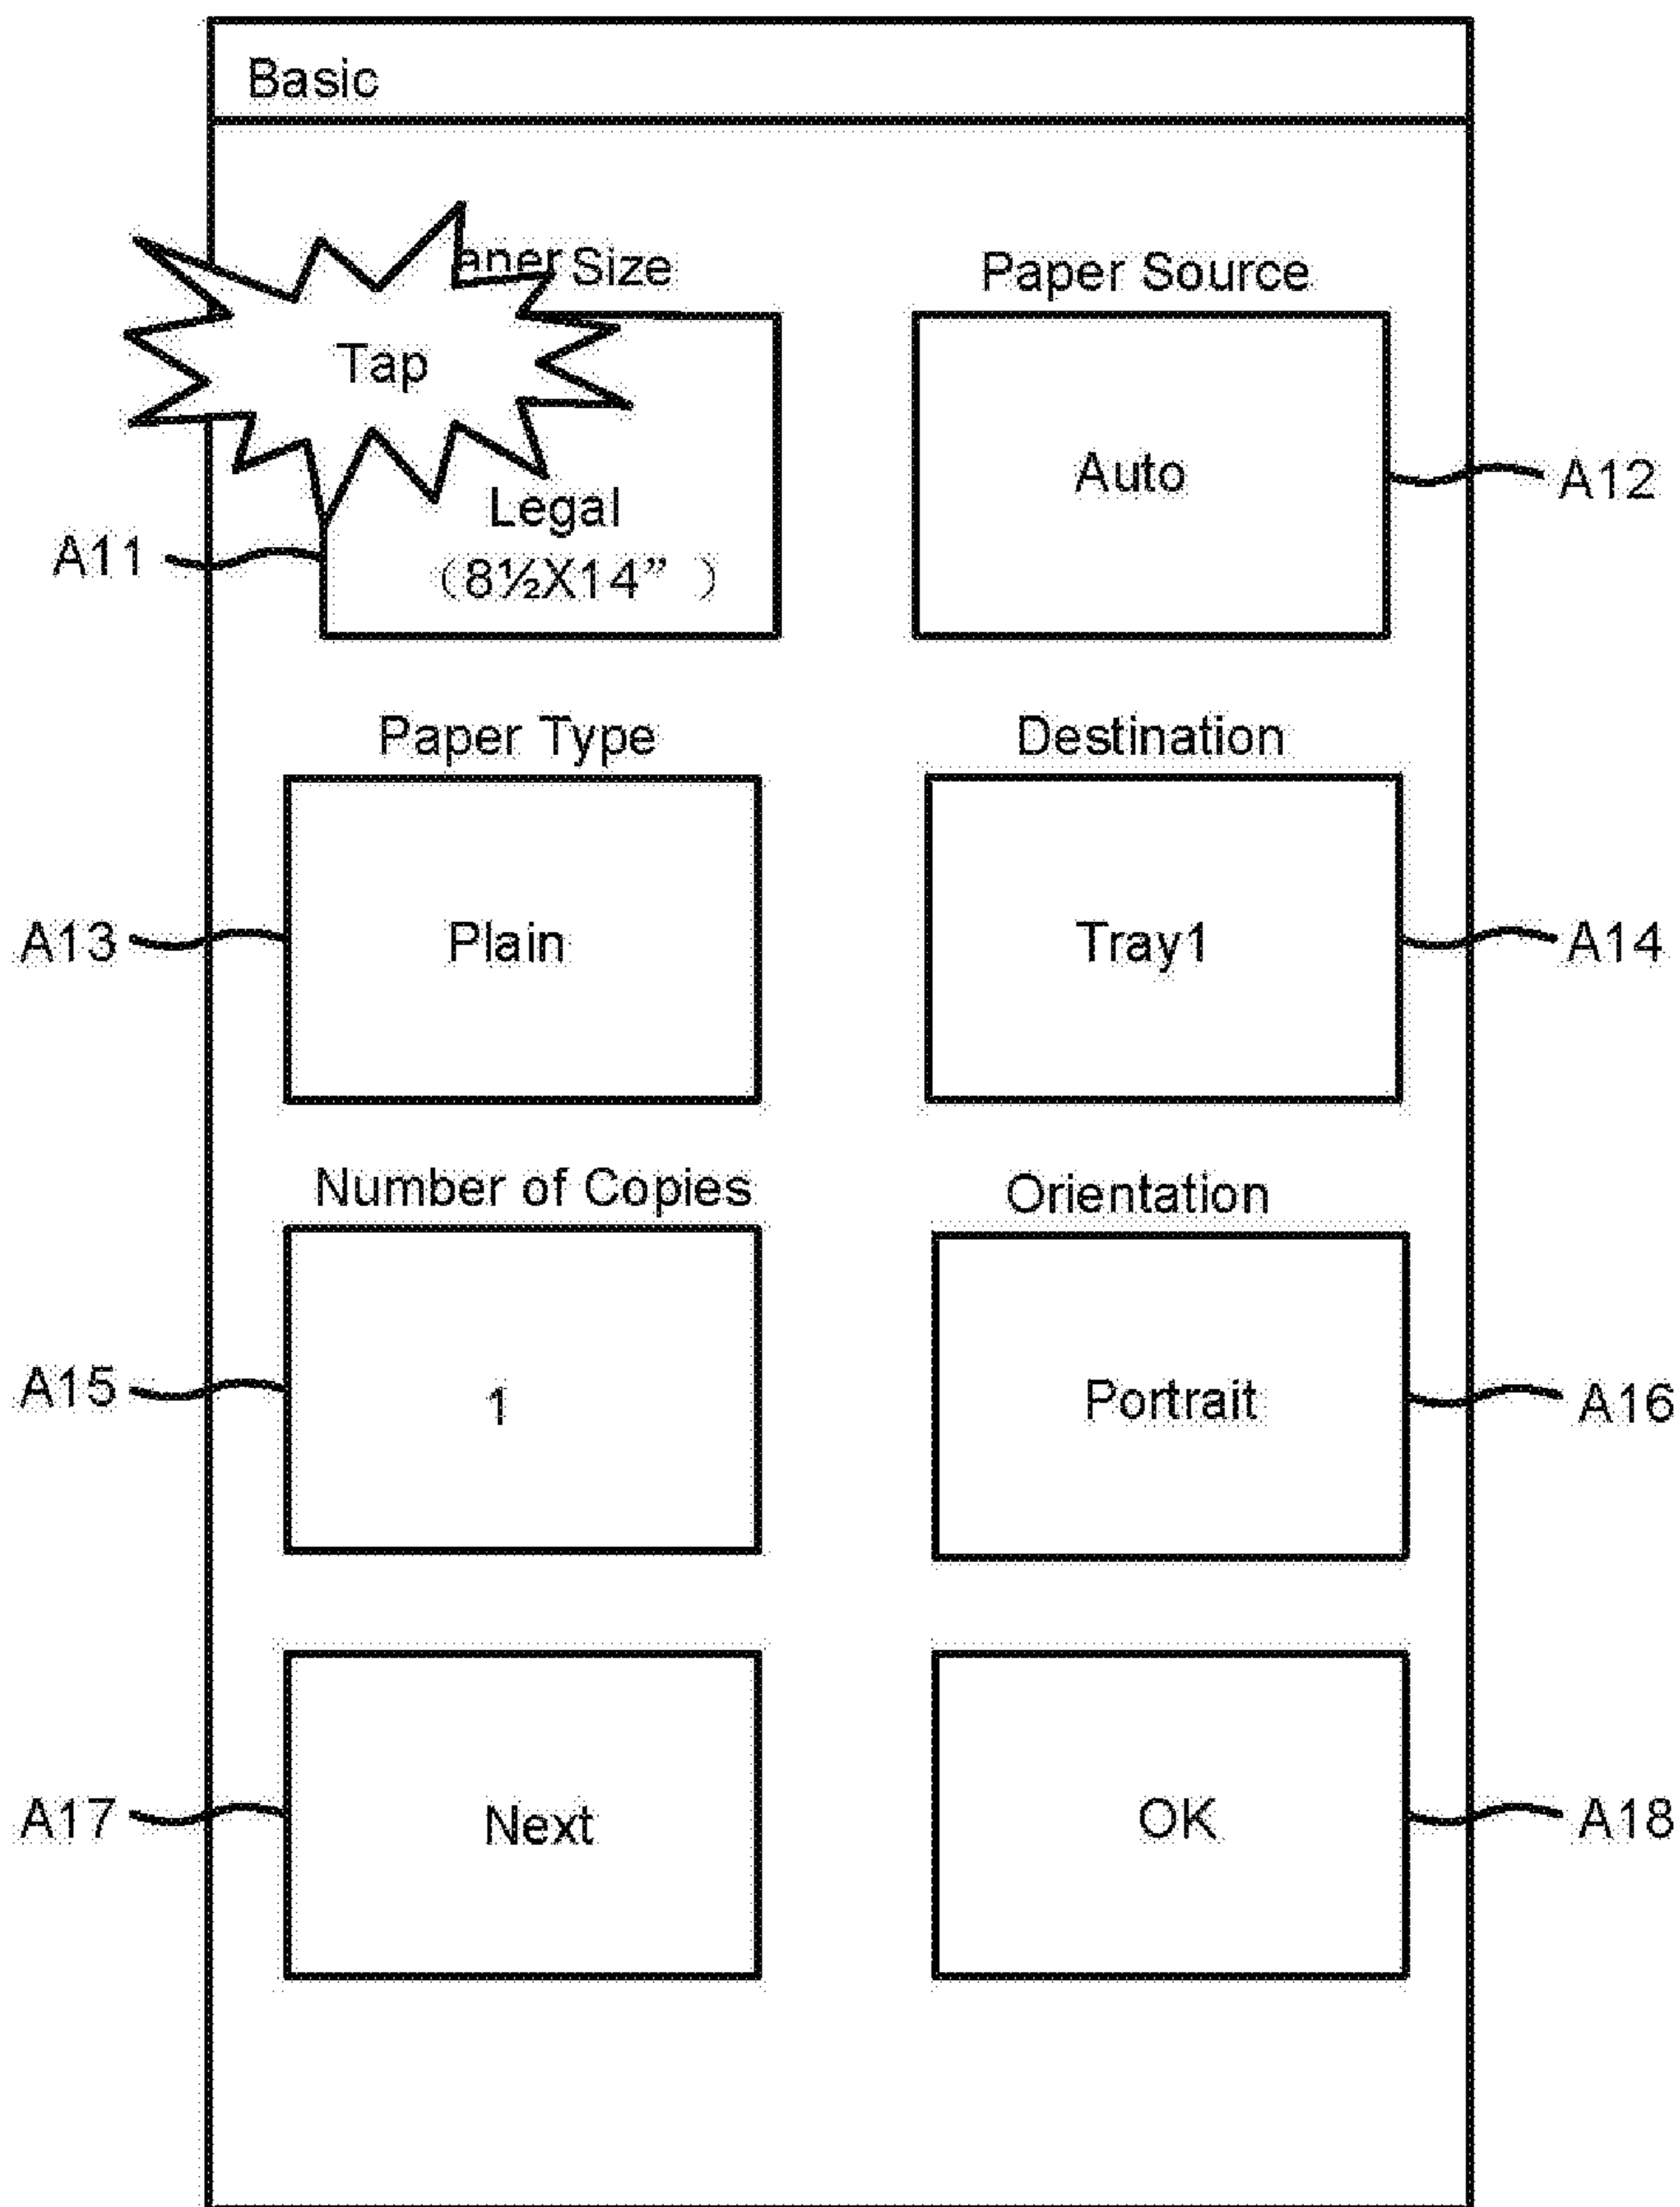 Basic
Paper Size
Paper Source
Tap
Legal
(8½X14” )
Auto
A11
A12
Paper Type
Destination
A13
Plain
Tray1
A14
Number of Copies
Orientation
A15
1
Portrait
A16
A17
Next
OK
A18